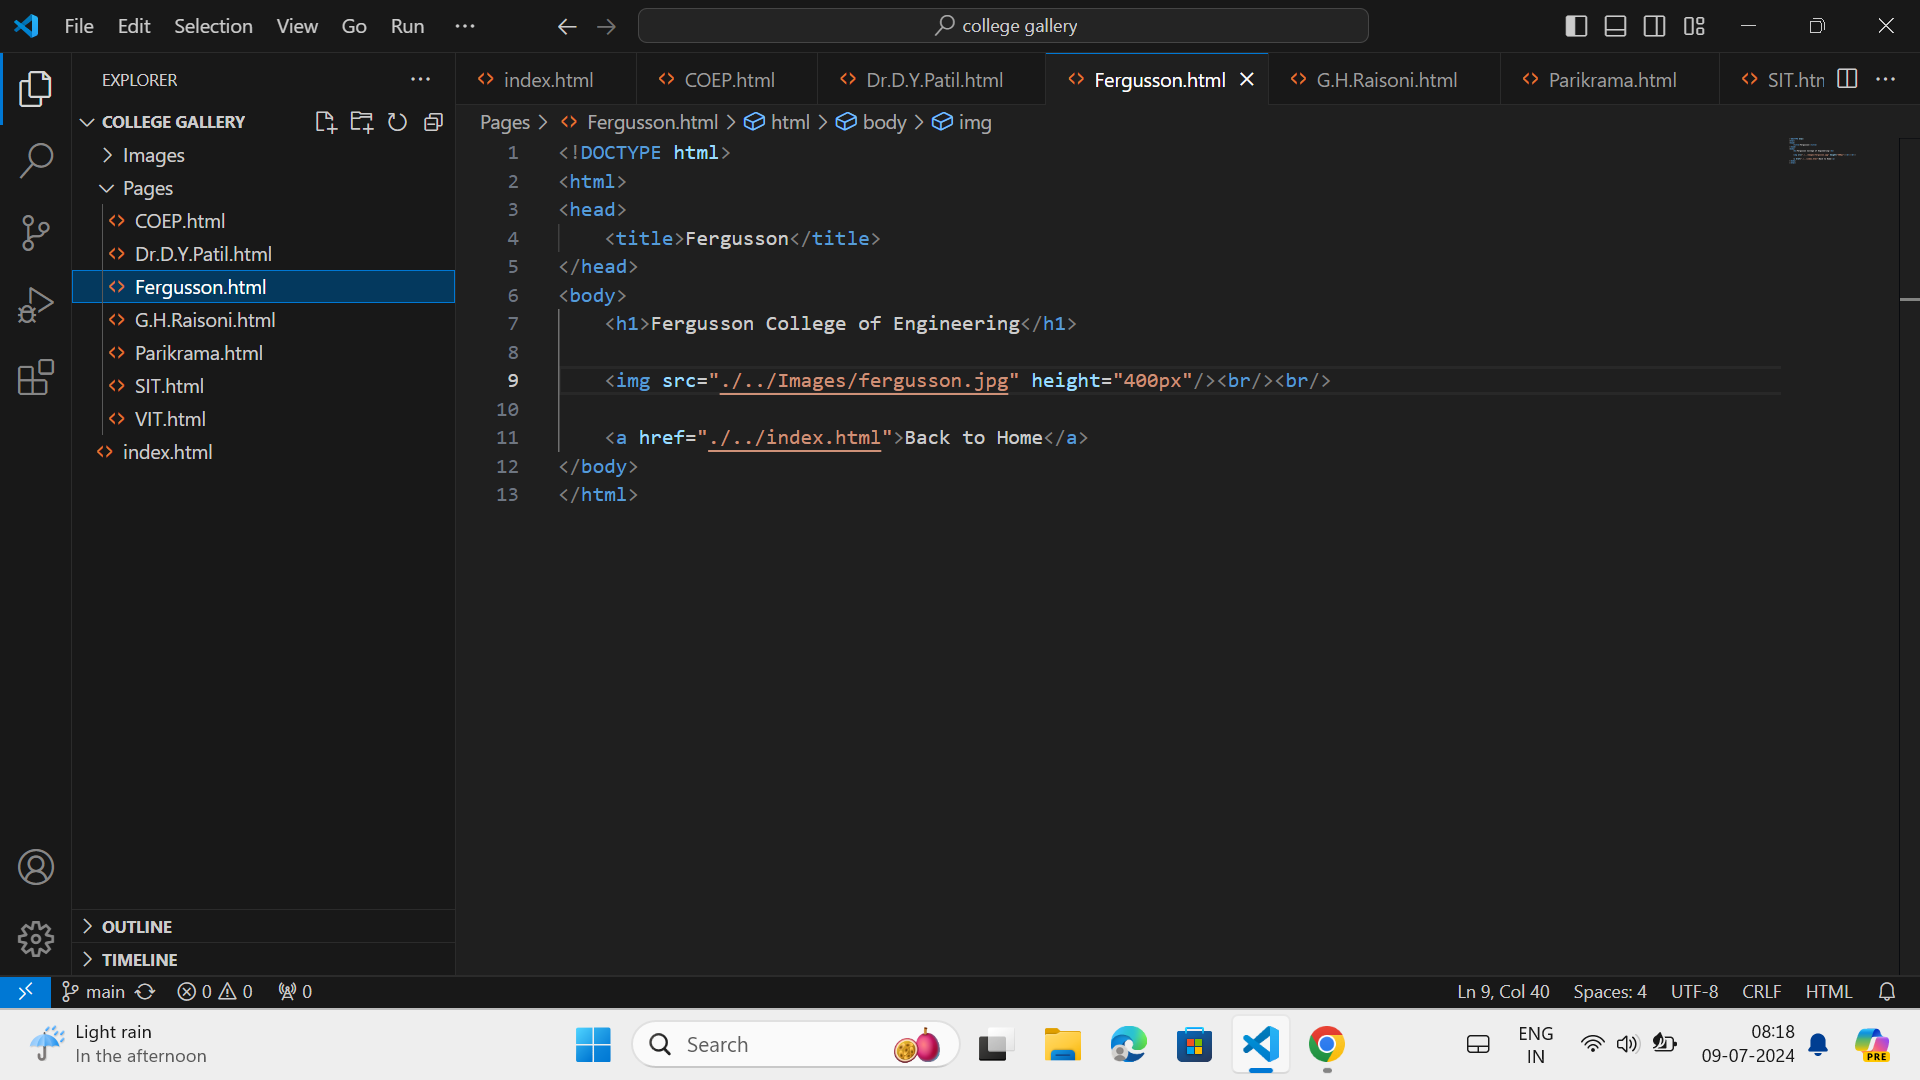 File Edit Selection View Go Run ···
college gallery
EXPLORER
COLLEGE GALLERY
Images
Pages
COEP.html
Dr.D.Y.Patil.html
Fergusson.html
G.H.Raisoni.html
Parikrama.html
SIT.html
VIT.html
index.html
OUTLINE
TIMELINE
index.html COEP.html Dr.D.Y.Patil.html Fergusson.html G.H.Raisoni.html Parikrama.html SIT.htm
Pages > Fergusson.html > html > body > img
1 <!DOCTYPE html>
2 <html>
3 <head>
4 <title>Fergusson</title>
5 </head>
6 <body>
7 <h1>Fergusson College of Engineering</h1>
8
9 <img src="./../Images/fergusson.jpg" height="400px"/><br/><br/>
10
11 <a href="./../index.html">Back to Home</a>
12 </body>
13 </html>
main 0 0 0 Ln 9, Col 40 Spaces: 4 UTF-8 CRLF HTML
Light rain
In the afternoon
Search
ENG
IN
08:18
09-07-2024
PRE